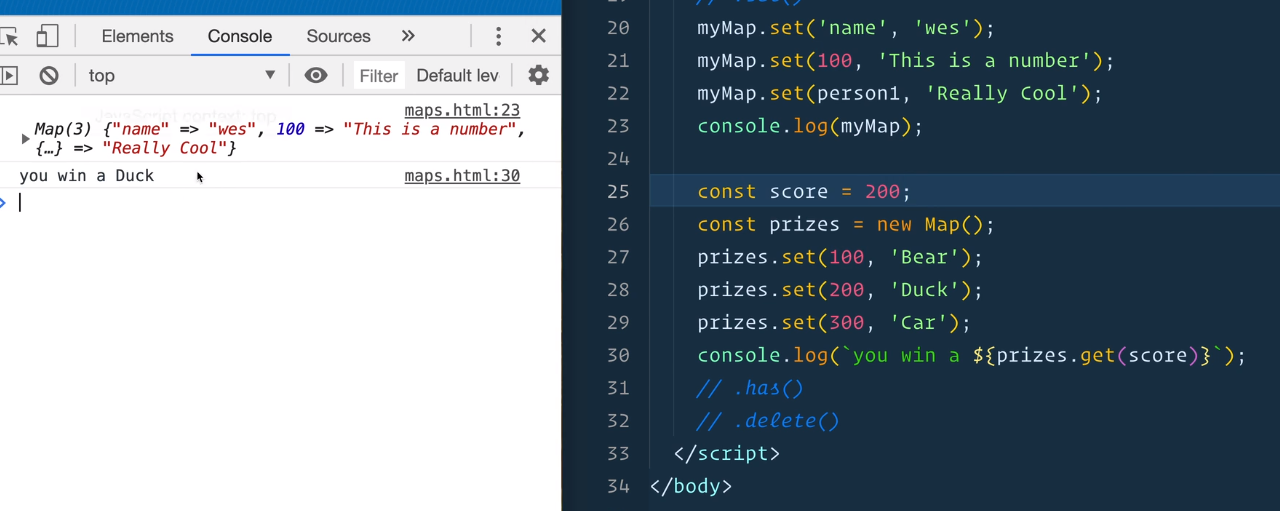 Elements Console Sources »
top Filter Default lev
JavaScript context: top
maps.html:23
Map(3) {"name" => "wes", 100 => "This is a number",
{…} => "Really Cool"}
you win a Duck maps.html:30
20 myMap.set('name', 'wes');
21 myMap.set(100, 'This is a number');
22 myMap.set(person1, 'Really Cool');
23 console.log(myMap);
24
25 const score = 200;
26 const prizes = new Map();
27 prizes.set(100, 'Bear');
28 prizes.set(200, 'Duck');
29 prizes.set(300, 'Car');
30 console.log(`you win a ${prizes.get(score)}`);
31 // .has()
32 // .delete()
33 </script>
34 </body>